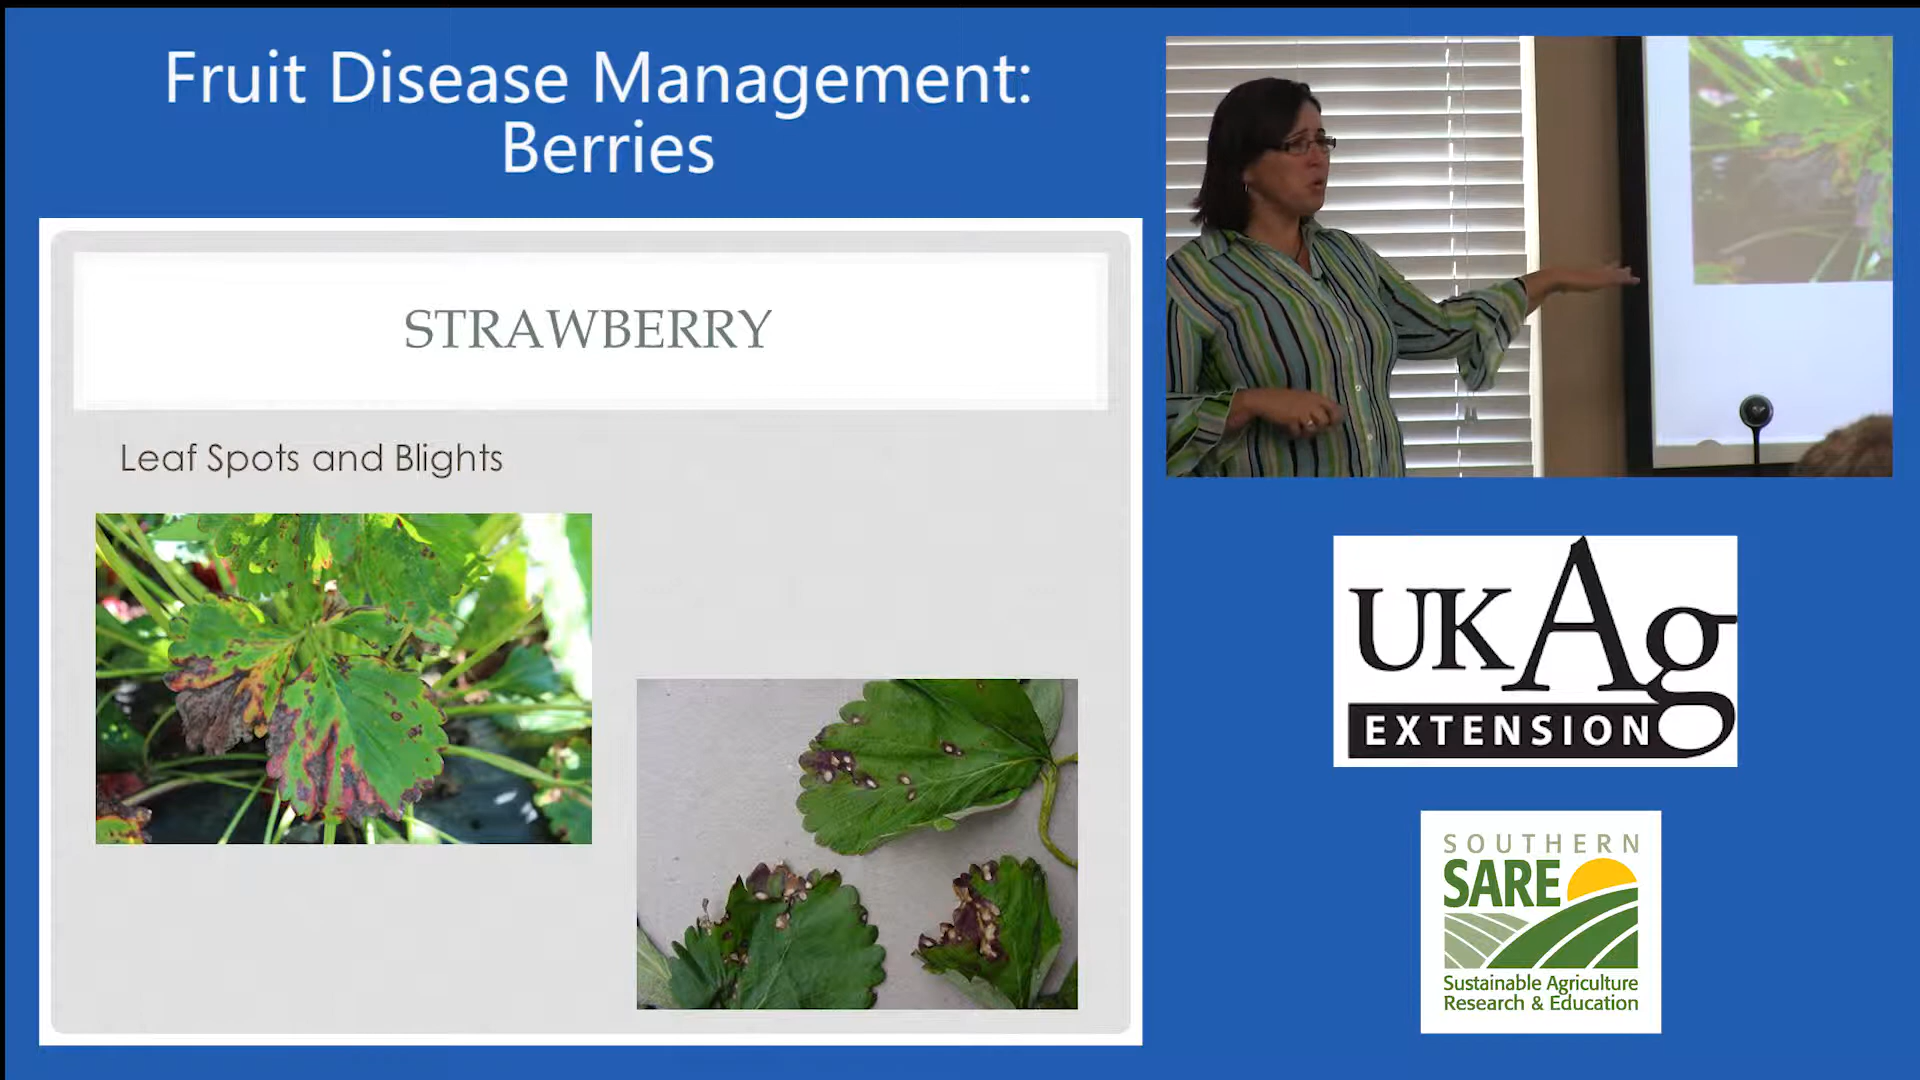 Fruit Disease Management:
Berries
STRAWBERRY
Leaf Spots and Blights
UKAg
EXTENSION
SOUTHERN
SARE
Sustainable Agriculture
Research & Education